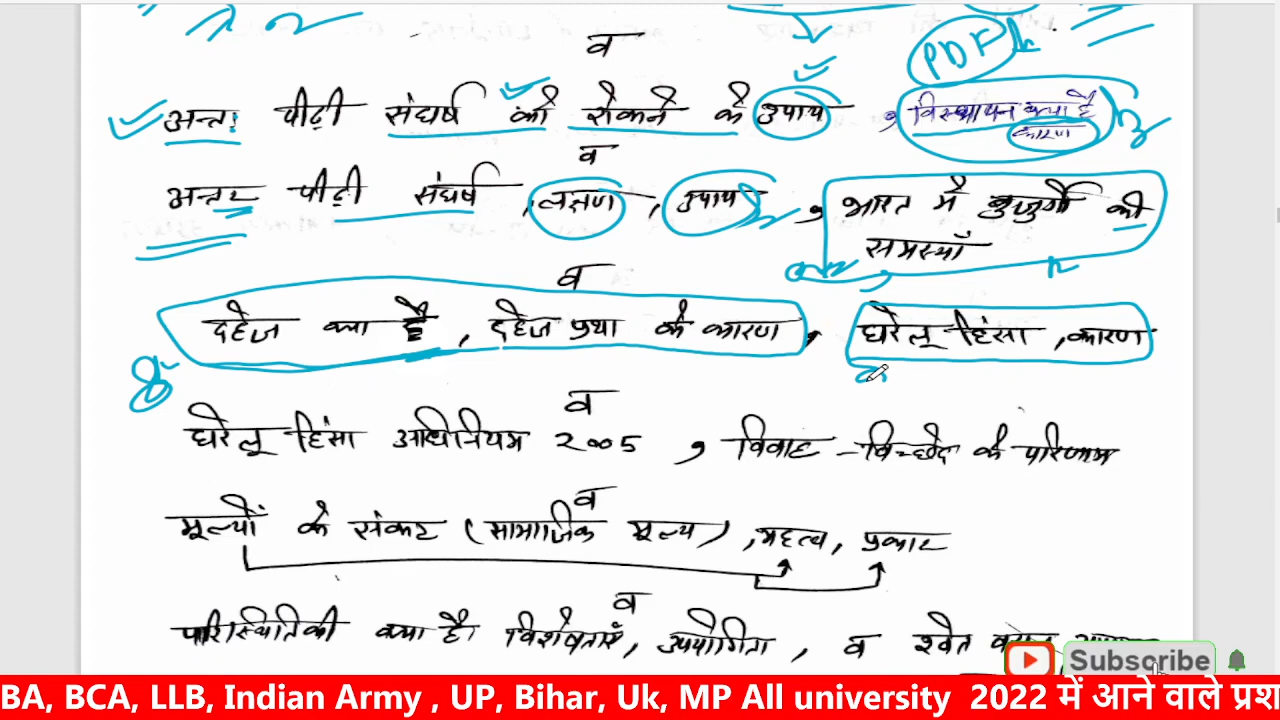 व
PDF
अन्तः पीढ़ी संघर्ष को रोकने के उपाय , विस्थापन क्या है
कारण
व
अन्तर पीढ़ी संघर्ष , लक्षण , उपाय , भारत में बुजुर्गों की
समस्याँ
व
दहेज क्या है , दहेज प्रथा के कारण , घरेलू हिंसा , कारण
व
घरेलू हिंसा अधिनियम 2005 , विवाह - विच्छेद के परिणाम
व
मूल्यों के संकट (सामाजिक मूल्य) , महत्व , प्रकार
व
पारिस्थितिकी क्या है। विशेषताएँ , उपयोगिता , व श्वेत
Subscribe
BA, BCA, LLB, Indian Army , UP, Bihar, Uk, MP All university 2022 में आने वाले प्रश